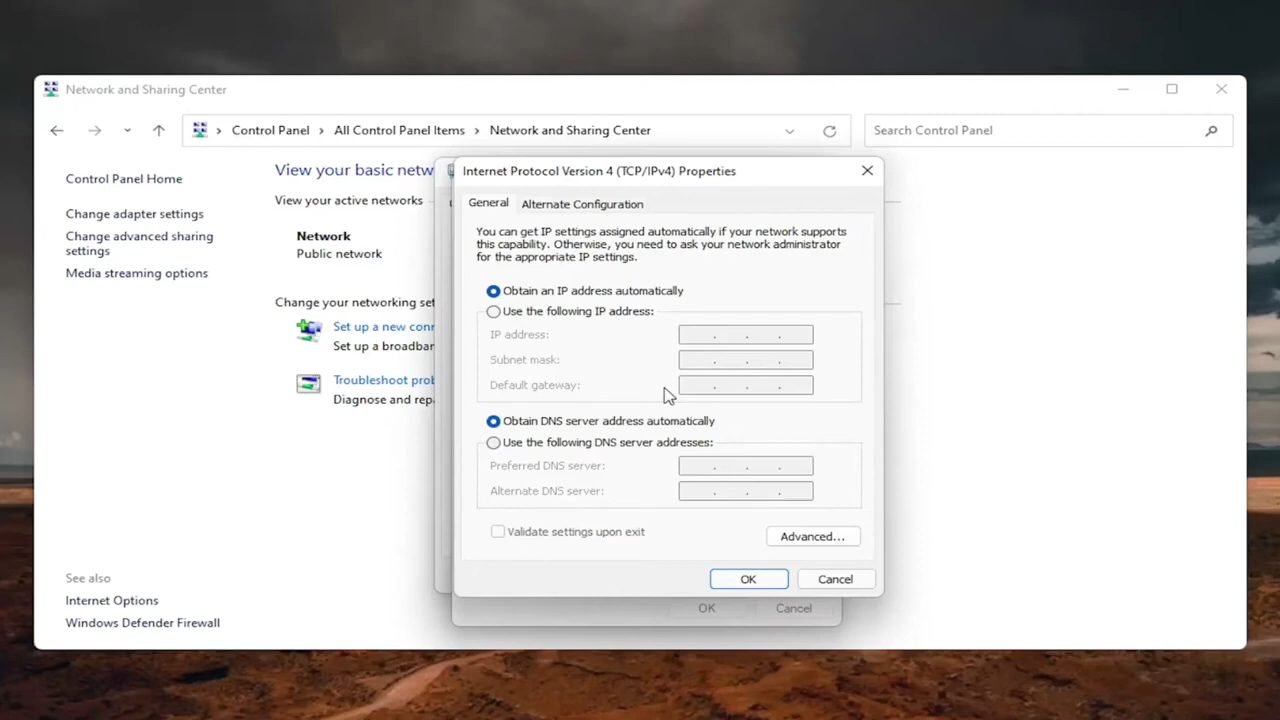 Network and Sharing Center
Control Panel › All Control Panel Items › Network and Sharing Center
Search Control Panel
Control Panel Home
Change adapter settings
Change advanced sharing
settings
Media streaming options
See also
Internet Options
Windows Defender Firewall
View your basic netw
View your active networks
Network
Public network
Change your networking set
Set up a new conn
Set up a broadbar
Troubleshoot prob
Diagnose and repa
Internet Protocol Version 4 (TCP/IPv4) Properties
General
Alternate Configuration
You can get IP settings assigned automatically if your network supports
this capability. Otherwise, you need to ask your network administrator
for the appropriate IP settings.
Obtain an IP address automatically
Use the following IP address:
IP address:
Subnet mask:
Default gateway:
Obtain DNS server address automatically
Use the following DNS server addresses:
Preferred DNS server:
Alternate DNS server:
Validate settings upon exit
Advanced...
OK
Cancel
OK
Cancel